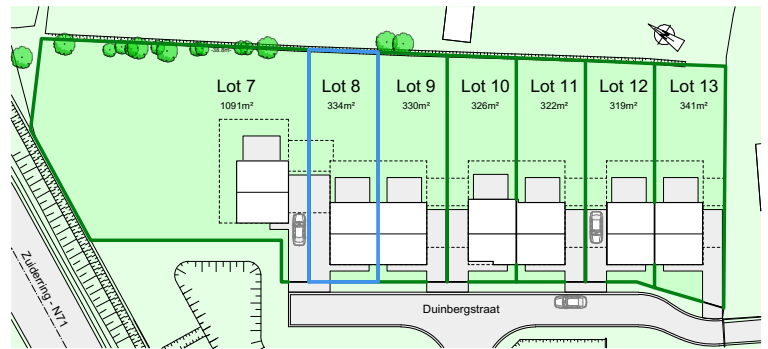 Lot 7
1091m²
Lot 8
334m²
Lot 9
330m²
Lot 10
326m²
Lot 11
322m²
Lot 12
319m²
Lot 13
341m²
Zuiderring - N71
Duinbergstraat